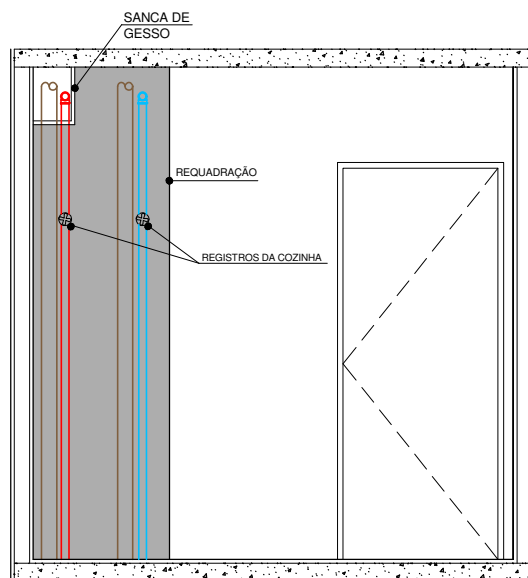 SANCA DE
GESSO
REQUADRAÇÃO
REGISTROS DA COZINHA